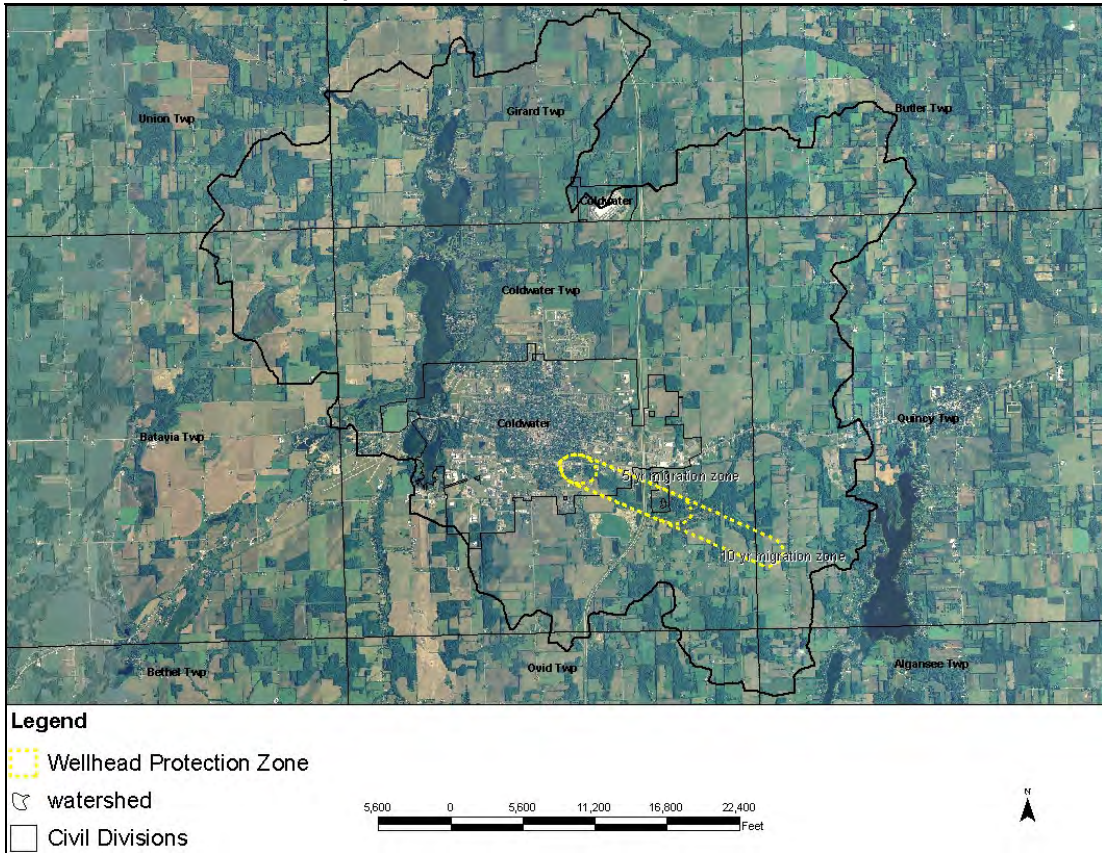 Union Twp
Girard Twp
Butler Twp
Coldwater
Coldwater Twp
Batavia Twp
Coldwater
Quincy Twp
5 yr migration zone
10 yr migration zone
Bethel Twp
Ovid Twp
Algansee Twp
Legend
Wellhead Protection Zone
watershed
Civil Divisions
5,600 0 5,600 11,200 16,800 22,400
Feet
N